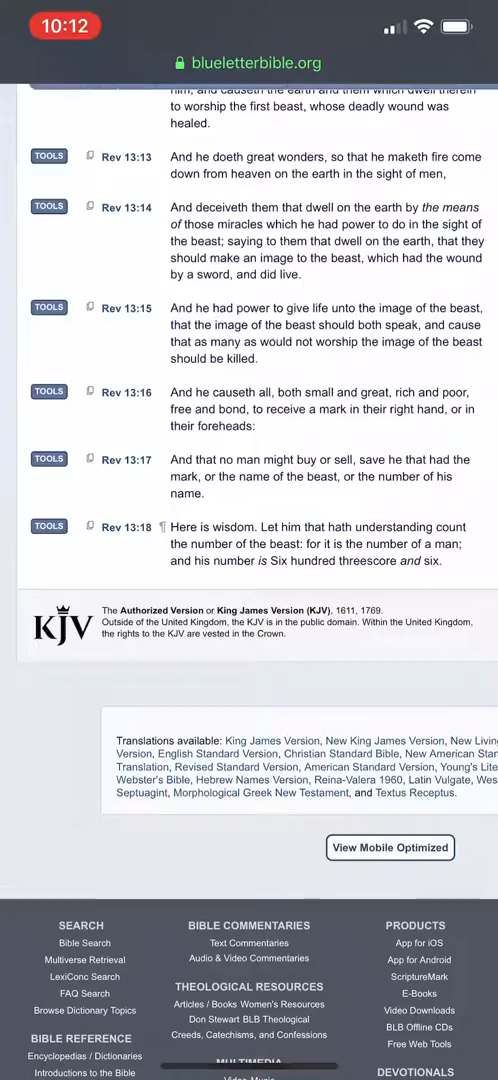 10:12
blueletterbible.org
him, and causeth the earth and them which dwell therein
to worship the first beast, whose deadly wound was
healed.
TOOLS Rev 13:13 And he doeth great wonders, so that he maketh fire come
down from heaven on the earth in the sight of men,
TOOLS Rev 13:14 And deceiveth them that dwell on the earth by the means
of those miracles which he had power to do in the sight of
the beast; saying to them that dwell on the earth, that they
should make an image to the beast, which had the wound
by a sword, and did live.
TOOLS Rev 13:15 And he had power to give life unto the image of the beast,
that the image of the beast should both speak, and cause
that as many as would not worship the image of the beast
should be killed.
TOOLS Rev 13:16 And he causeth all, both small and great, rich and poor,
free and bond, to receive a mark in their right hand, or in
their foreheads:
TOOLS Rev 13:17 And that no man might buy or sell, save he that had the
mark, or the name of the beast, or the number of his
name.
TOOLS Rev 13:18 ¶ Here is wisdom. Let him that hath understanding count
the number of the beast: for it is the number of a man;
and his number is Six hundred threescore and six.
KJV
The Authorized Version or King James Version (KJV), 1611, 1769.
Outside of the United Kingdom, the KJV is in the public domain. Within the United Kingdom,
the rights to the KJV are vested in the Crown.
Translations available: King James Version, New King James Version, New Livin
Version, English Standard Version, Christian Standard Bible, New American Stan
Translation, Revised Standard Version, American Standard Version, Young's Lite
Webster's Bible, Hebrew Names Version, Reina-Valera 1960, Latin Vulgate, Wes
Septuagint, Morphological Greek New Testament, and Textus Receptus.
View Mobile Optimized
SEARCH
Bible Search
Multiverse Retrieval
LexiConc Search
FAQ Search
Browse Dictionary Topics
BIBLE REFERENCE
Encyclopedias / Dictionaries
Introductions to the Bible
BIBLE COMMENTARIES
Text Commentaries
Audio & Video Commentaries
THEOLOGICAL RESOURCES
Articles / Books Women's Resources
Don Stewart BLB Theological
Creeds, Catechisms, and Confessions
MULTIMEDIA
Video Music
PRODUCTS
App for iOS
App for Android
ScriptureMark
E-Books
Video Downloads
BLB Offline CDs
Free Web Tools
DEVOTIONALS